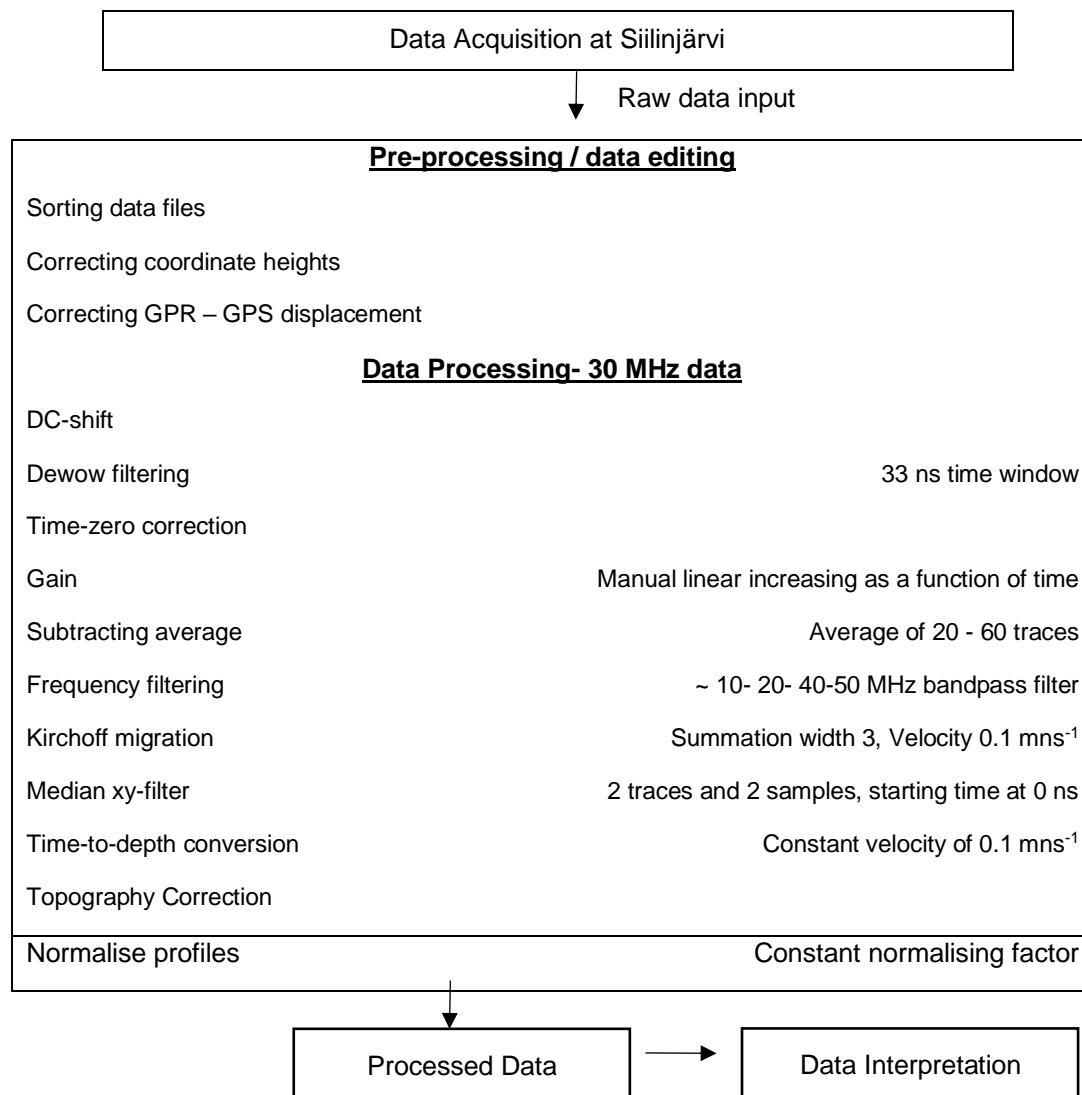 Data Acquisition at Siilinjärvi
Raw data input
Pre-processing / data editing
Sorting data files
Correcting coordinate heights
Correcting GPR – GPS displacement
Data Processing- 30 MHz data
DC-shift
Dewow filtering 33 ns time window
Time-zero correction
Gain Manual linear increasing as a function of time
Subtracting average Average of 20 - 60 traces
Frequency filtering ~ 10- 20- 40-50 MHz bandpass filter
Kirchoff migration Summation width 3, Velocity 0.1 mns⁻¹
Median xy-filter 2 traces and 2 samples, starting time at 0 ns
Time-to-depth conversion Constant velocity of 0.1 mns⁻¹
Topography Correction
Normalise profiles Constant normalising factor
Processed Data Data Interpretation